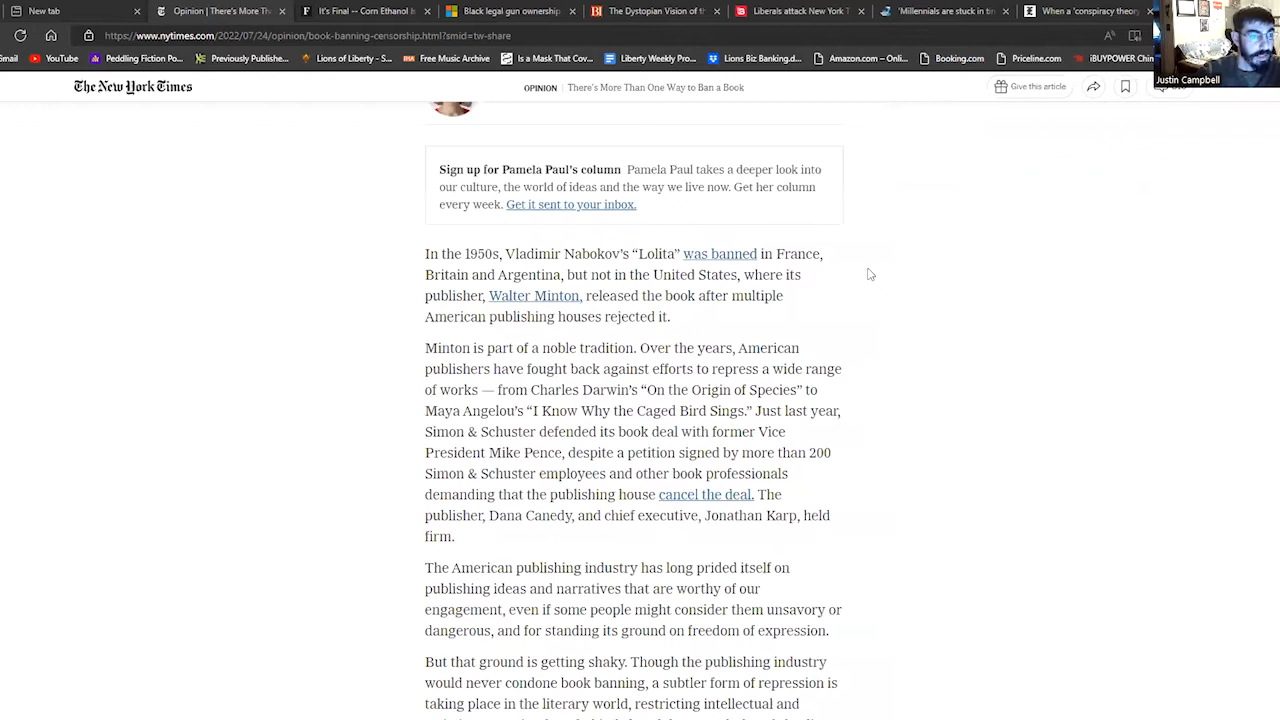 New tab
Opinion | There's More Th
It's Final -- Corn Ethanol Is
Black legal gun ownership
The Dystopian Vision of th
Liberals attack New York T
'Millennials are stuck in tin
When a 'conspiracy theory
https://www.nytimes.com/2022/07/24/opinion/book-banning-censorship.html?smid=tw-share
mail
YouTube
Peddling Fiction Po...
Previously Publishe...
Lions of Liberty - S...
Free Music Archive
Is a Mask That Cov...
Liberty Weekly Pro...
Lions Biz Banking.d...
Amazon.com – Onli...
Booking.com
Priceline.com
iBUYPOWER Chin
Justin Campbell
The New York Times
OPINION | There's More Than One Way to Ban a Book
Give this article
Sign up for Pamela Paul's column Pamela Paul takes a deeper look into
our culture, the world of ideas and the way we live now. Get her column
every week. Get it sent to your inbox.
In the 1950s, Vladimir Nabokov's “Lolita” was banned in France,
Britain and Argentina, but not in the United States, where its
publisher, Walter Minton, released the book after multiple
American publishing houses rejected it.
Minton is part of a noble tradition. Over the years, American
publishers have fought back against efforts to repress a wide range
of works — from Charles Darwin's “On the Origin of Species” to
Maya Angelou's “I Know Why the Caged Bird Sings.” Just last year,
Simon & Schuster defended its book deal with former Vice
President Mike Pence, despite a petition signed by more than 200
Simon & Schuster employees and other book professionals
demanding that the publishing house cancel the deal. The
publisher, Dana Canedy, and chief executive, Jonathan Karp, held
firm.
The American publishing industry has long prided itself on
publishing ideas and narratives that are worthy of our
engagement, even if some people might consider them unsavory or
dangerous, and for standing its ground on freedom of expression.
But that ground is getting shaky. Though the publishing industry
would never condone book banning, a subtler form of repression is
taking place in the literary world, restricting intellectual and